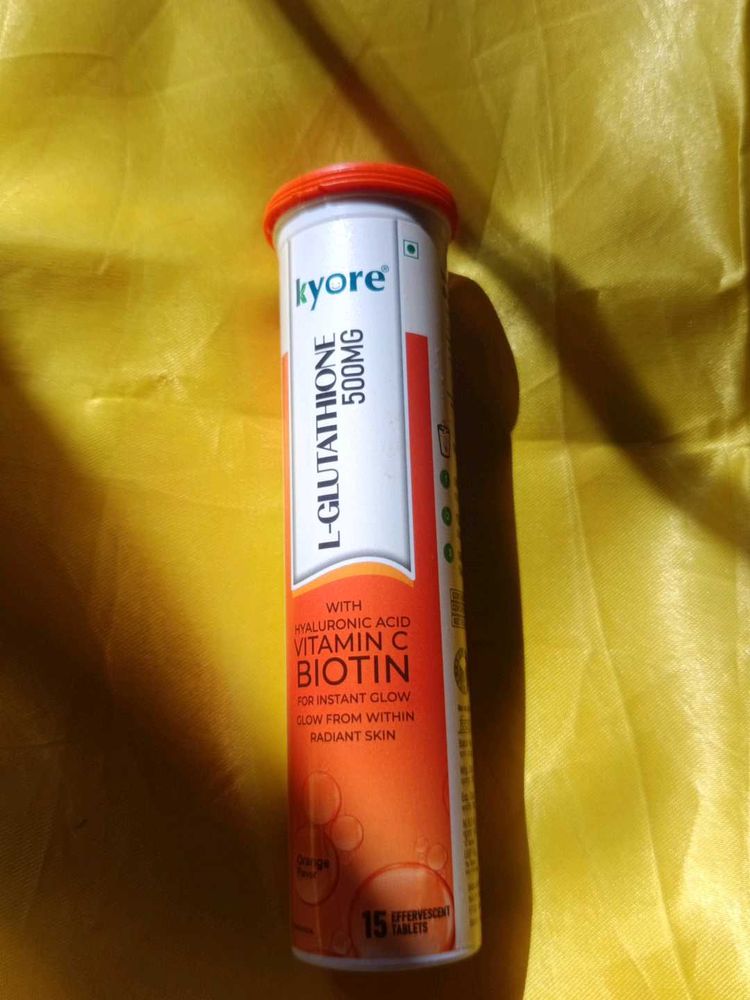 kyore®
L-GLUTATHIONE
500MG
WITH
HYALURONIC ACID
VITAMIN C
BIOTIN
FOR INSTANT GLOW
GLOW FROM WITHIN
RADIANT SKIN
Orange
Flavor
15 EFFERVESCENT
TABLETS